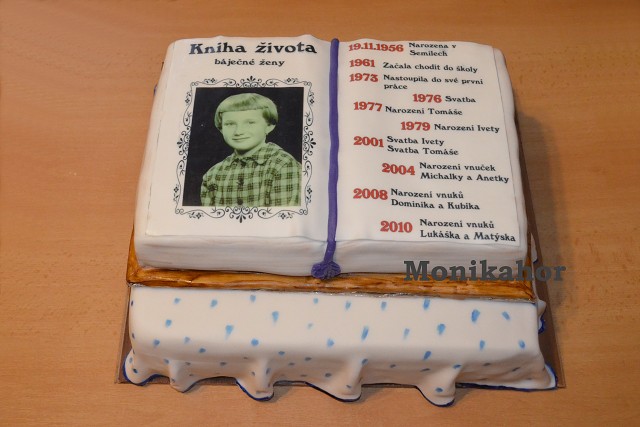 Kniha života
báječné ženy
19.11.1956 Narozena v
Semilech
1961 Začala chodit do školy
1973 Nastoupila do své první
práce
1976 Svatba
1977 Narození Tomáše
1979 Narození Ivety
2001 Svatba Ivety
Svatba Tomáše
2004 Narození vnuček
Michalky a Anetky
2008 Narození vnuků
Dominika a Kubíka
2010 Narození vnuků
Lukáška a Matýska
Monikahor